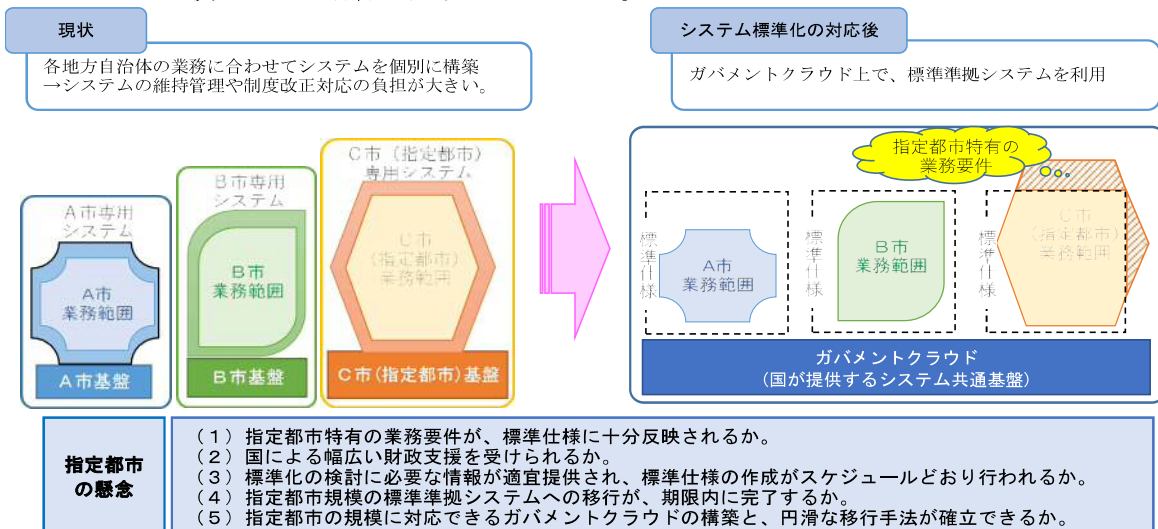 現状
各地方自治体の業務に合わせてシステムを個別に構築
→システムの維持管理や制度改正対応の負担が大きい。
A市専用
システム
A市
業務範囲
A市基盤
B市専用
システム
B市
業務範囲
B市基盤
C市（指定都市）
専用システム
C市
（指定都市）
業務範囲
C市(指定都市)基盤
システム標準化の対応後
ガバメントクラウド上で、標準準拠システムを利用
指定都市特有の
業務要件
標準仕様
A市
業務範囲
標準仕様
B市
業務範囲
標準仕様
C市
（指定都市）
業務範囲
ガバメントクラウド
(国が提供するシステム共通基盤)
指定都市
の懸念
（1）指定都市特有の業務要件が、標準仕様に十分反映されるか。
（2）国による幅広い財政支援を受けられるか。
（3）標準化の検討に必要な情報が適宜提供され、標準仕様の作成がスケジュールどおり行われるか。
（4）指定都市規模の標準準拠システムへの移行が、期限内に完了するか。
（5）指定都市の規模に対応できるガバメントクラウドの構築と、円滑な移行手法が確立できるか。